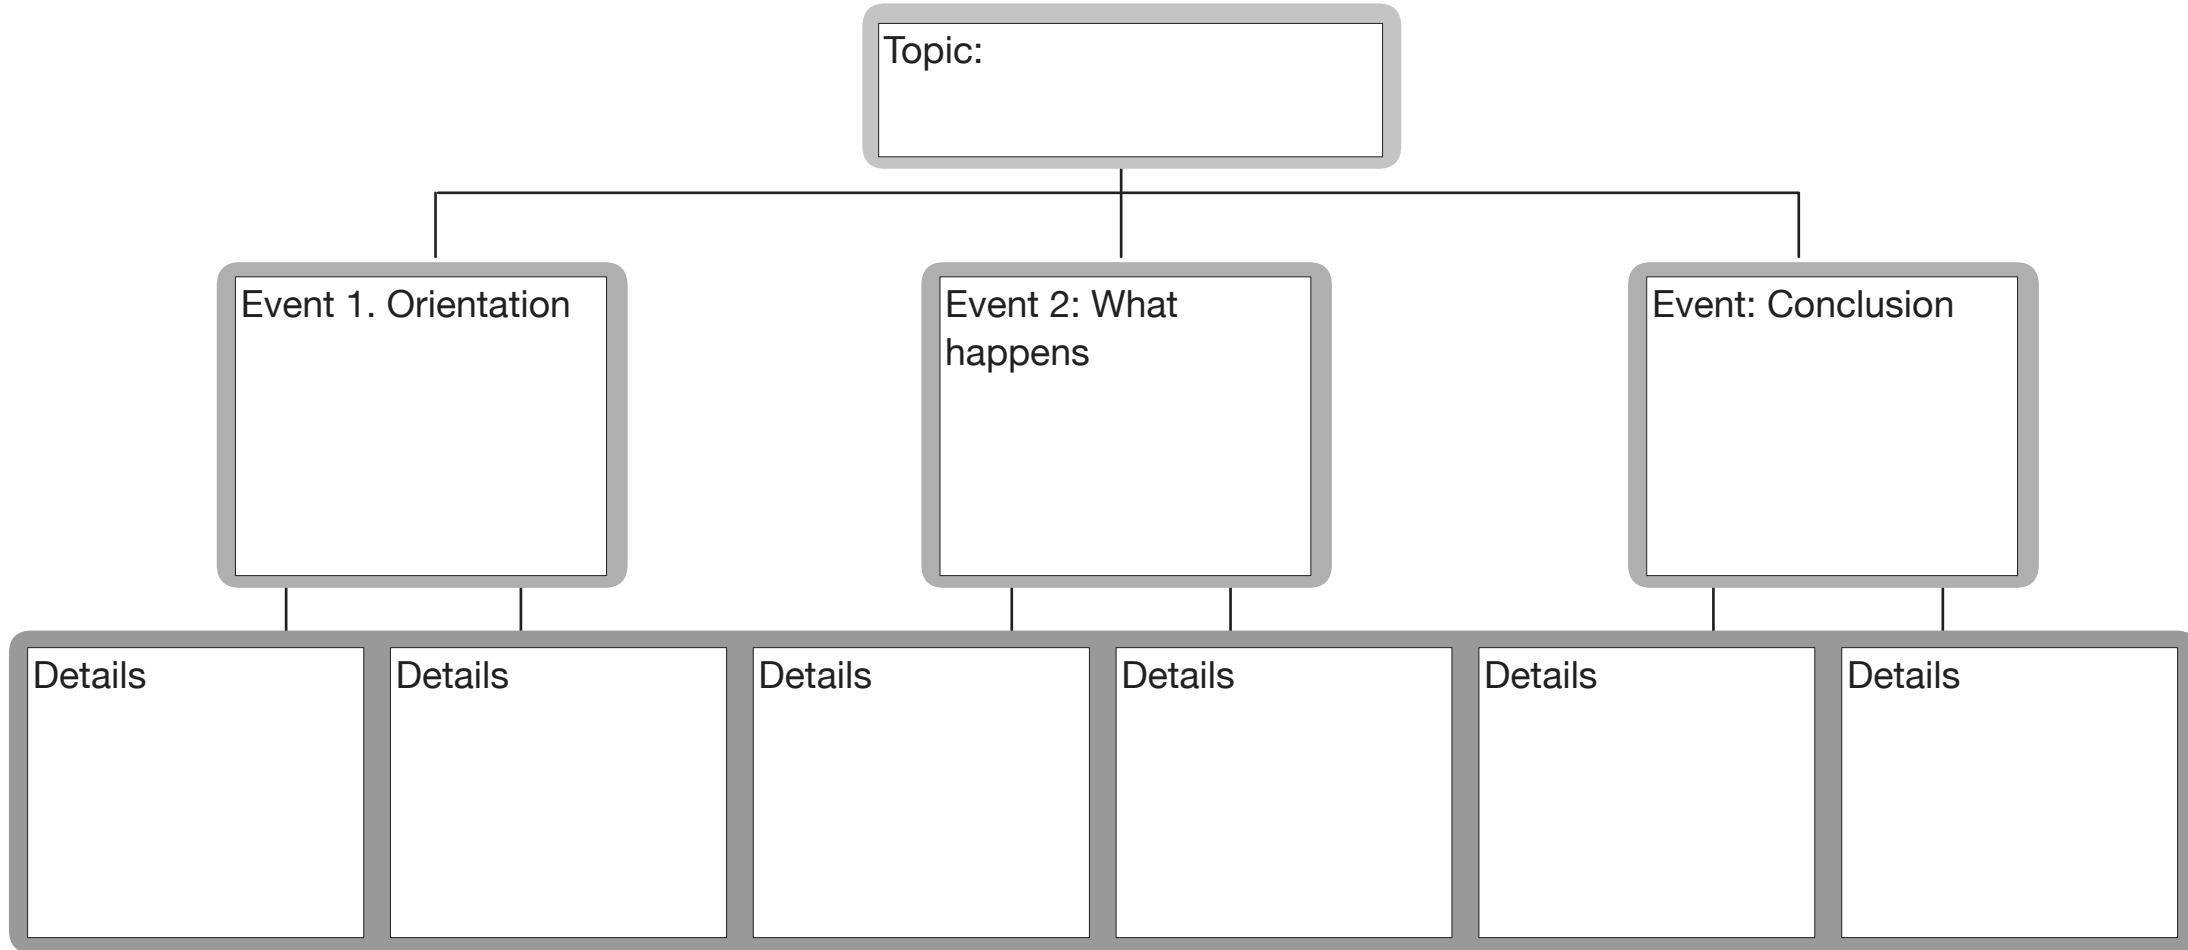 Topic:
Event 1. Orientation
Event 2: What
happens
Event: Conclusion
Details
Details
Details
Details
Details
Details